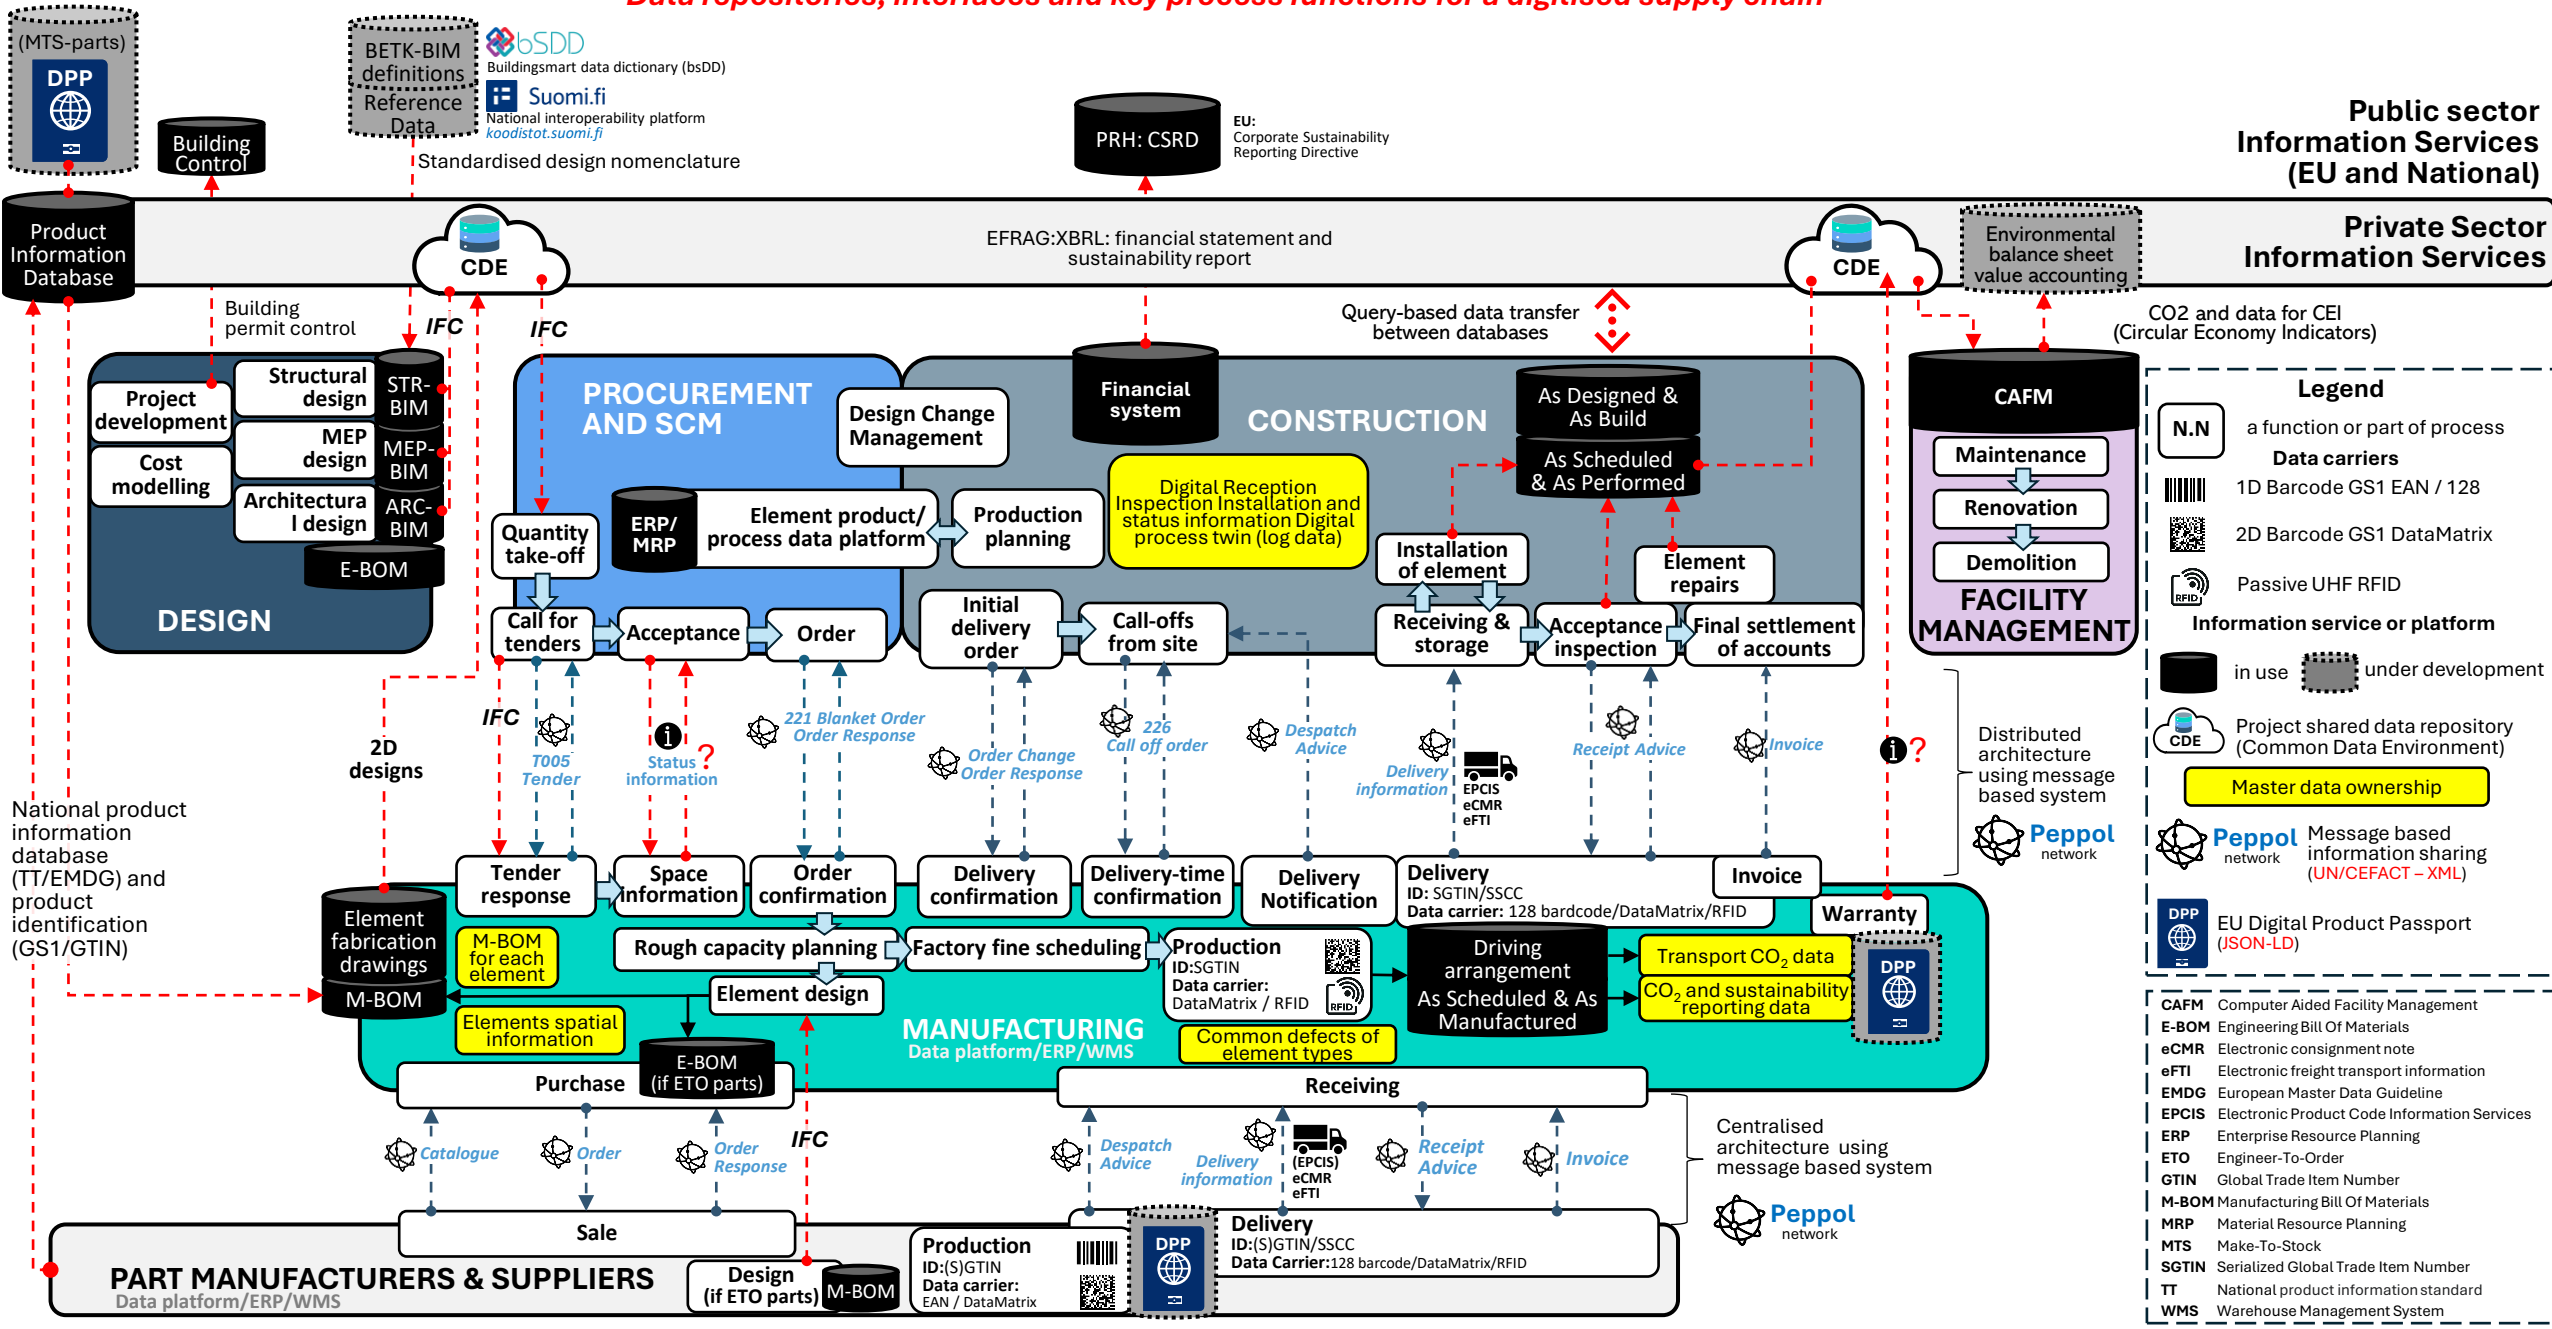 Data repositories, interfaces and key process functions for a digitised supply chain
(MTS-parts)
DPP
BETK-BIM
definitions
Reference
Data
bSDD
Buildingsmart data dictionary (bsDD)
Suomi.fi
National interoperability platform
koodistot.suomi.fi
Standardised design nomenclature
Building
Control
PRH: CSRD
EU:
Corporate Sustainability
Reporting Directive
Public sector
Information Services
(EU and National)
Product
Information
Database
CDE
EFRAG:XBRL: financial statement and
sustainability report
CDE
Environmental
balance sheet
value accounting
Private Sector
Information Services
Building
permit control
IFC
IFC
Query-based data transfer
between databases
CO2 and data for CEI
(Circular Economy Indicators)
Project
development
Cost
modelling
Structural
design
MEP
design
Architectura
l design
STR-
BIM
MEP-
BIM
ARC-
BIM
E-BOM
DESIGN
PROCUREMENT
AND SCM
Design Change
Management
Quantity
take-off
ERP/
MRP
Element product/
process data platform
Production
planning
Call for
tenders
Acceptance
Order
Financial
system
CONSTRUCTION
Digital Reception
Inspection Installation and
status information Digital
process twin (log data)
As Designed &
As Build
As Scheduled
& As Performed
Installation
of element
Element
repairs
Initial
delivery
order
Call-offs
from site
Receiving &
storage
Acceptance
inspection
Final settlement
of accounts
CAFM
Maintenance
Renovation
Demolition
FACILITY
MANAGEMENT
Legend
N.N
a function or part of process
Data carriers
1D Barcode GS1 EAN / 128
2D Barcode GS1 DataMatrix
RFID
Passive UHF RFID
Information service or platform
in use
under development
CDE
Project shared data repository
(Common Data Environment)
Master data ownership
Peppol
network
Message based
information sharing
(UN/CEFACT – XML)
DPP
EU Digital Product Passport
(JSON-LD)
2D
designs
IFC
T005
Tender
i
?
Status
information
221 Blanket Order
Order Response
Order Change
Order Response
226
Call off order
Despatch
Advice
Delivery
information
EPCIS
eCMR
eFTI
Receipt Advice
Invoice
i
?
Distributed
architecture
using message
based system
Peppol
network
National product
information
database
(TT/EMDG) and
product
identification
(GS1/GTIN)
Tender
response
Space
information
Order
confirmation
Delivery
confirmation
Delivery-time
confirmation
Delivery
Notification
Delivery
ID: SGTIN/SSCC
Data carrier: 128 bardcode/DataMatrix/RFID
Invoice
Warranty
Element
fabrication
drawings
M-BOM
M-BOM
for each
element
Elements spatial
information
Rough capacity planning
Factory fine scheduling
Element design
Production
ID:SGTIN
Data carrier:
DataMatrix / RFID
RFID
Driving
arrangement
As Scheduled & As
Manufactured
Transport CO2 data
CO2 and sustainability
reporting data
DPP
MANUFACTURING
Data platform/ERP/WMS
Common defects of
element types
E-BOM
(if ETO parts)
Purchase
Receiving
Catalogue
Order
Order
Response
IFC
Despatch
Advice
Delivery
information
(EPCIS)
eCMR
eFTI
Receipt
Advice
Invoice
Centralised
architecture using
message based system
Peppol
network
Sale
PART MANUFACTURERS & SUPPLIERS
Data platform/ERP/WMS
Design
(if ETO parts)
M-BOM
Production
ID:(S)GTIN
Data carrier:
EAN / DataMatrix
DPP
Delivery
ID:(S)GTIN/SSCC
Data Carrier:128 barcode/DataMatrix/RFID
CAFM Computer Aided Facility Management
E-BOM Engineering Bill Of Materials
eCMR Electronic consignment note
eFTI Electronic freight transport information
EMDG European Master Data Guideline
EPCIS Electronic Product Code Information Services
ERP Enterprise Resource Planning
ETO Engineer-To-Order
GTIN Global Trade Item Number
M-BOM Manufacturing Bill Of Materials
MRP Material Resource Planning
MTS Make-To-Stock
SGTIN Serialized Global Trade Item Number
TT National product information standard
WMS Warehouse Management System